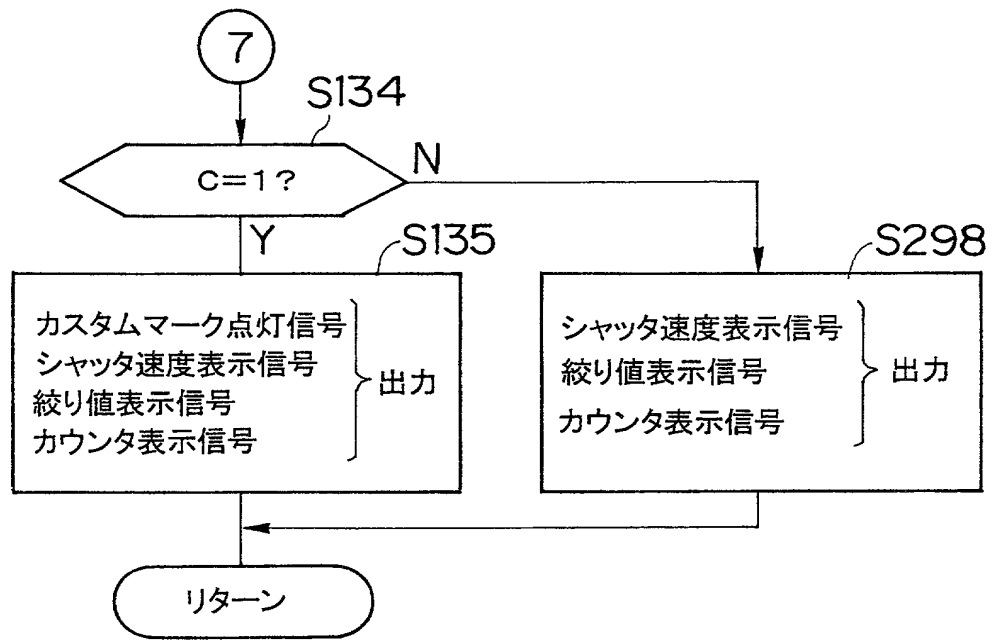 7
S134
C=1?
N
Y
S135
S298
カスタムマーク点灯信号
シャッタ速度表示信号
絞り値表示信号
カウンタ表示信号
出力
シャッタ速度表示信号
絞り値表示信号
カウンタ表示信号
出力
リターン